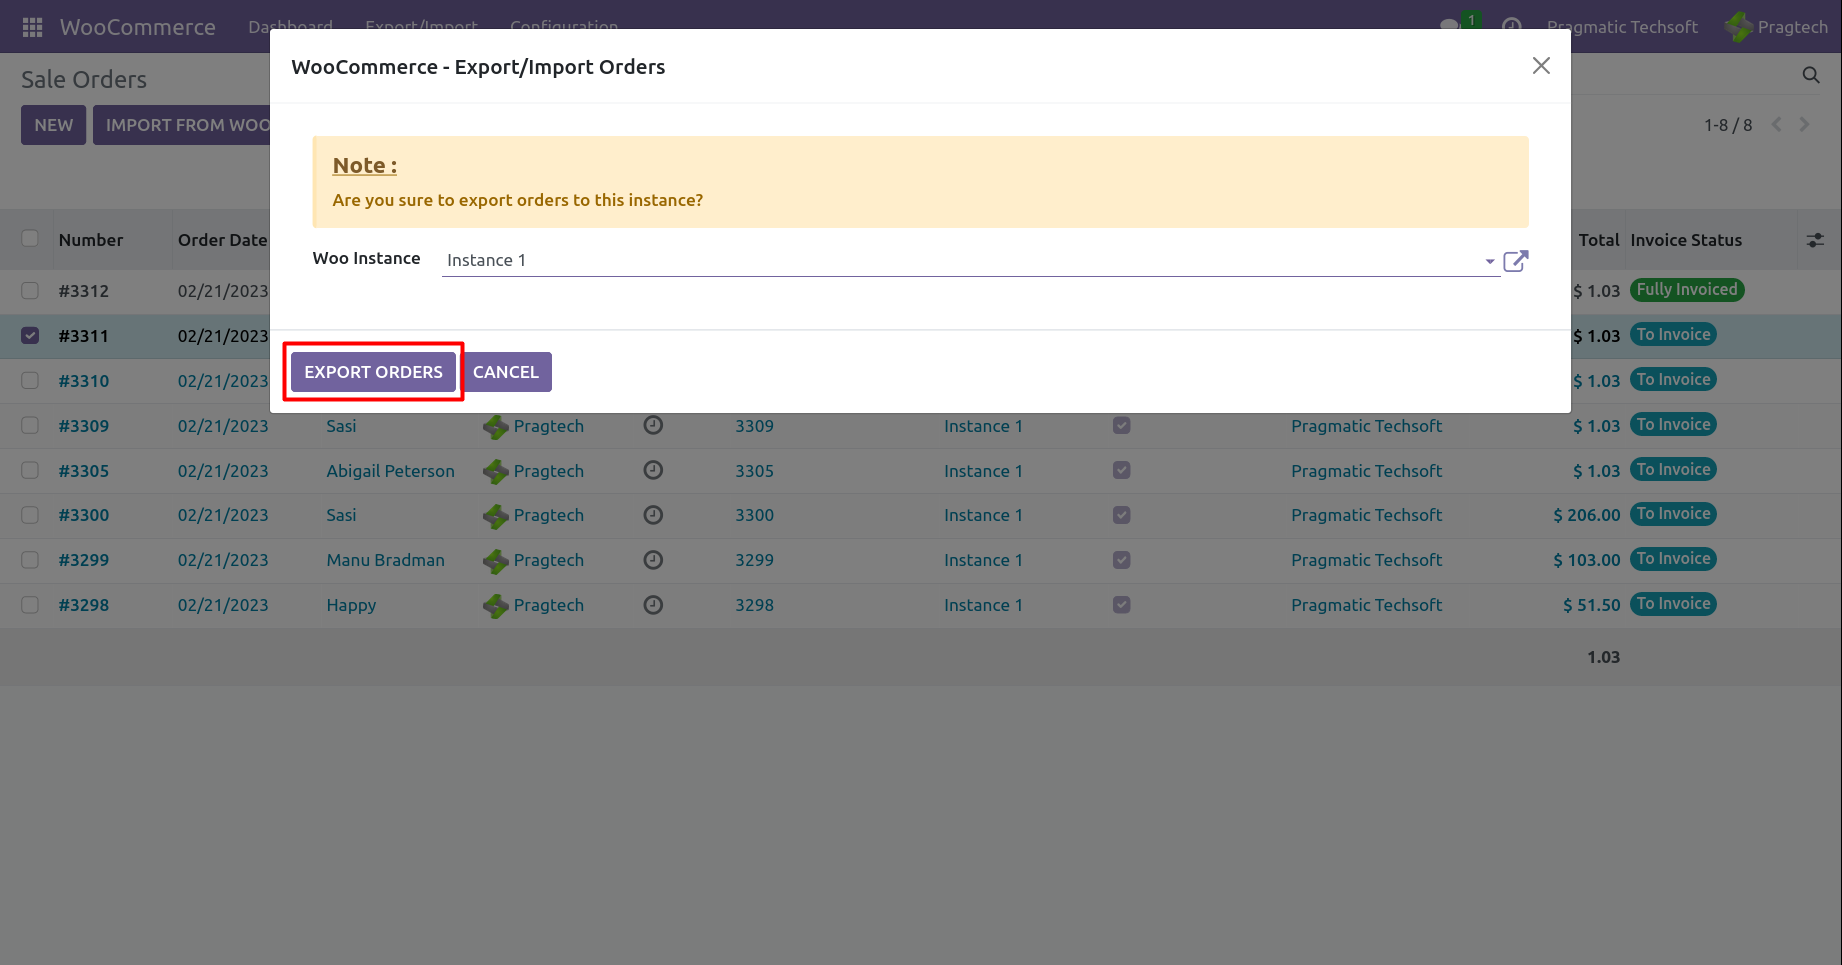 WooCommerce Dashboard Export/Import Configuration 1 Pragmatic Techsoft Pragtech
WooCommerce - Export/Import Orders
Sale Orders
NEW IMPORT FROM WOO 1-8 / 8
Note :
Are you sure to export orders to this instance?
Number Order Date Total Invoice Status
Woo Instance Instance 1
#3312 02/21/2023 $ 1.03 Fully Invoiced
#3311 02/21/2023 $ 1.03 To Invoice
EXPORT ORDERS CANCEL
#3310 02/21/2023 $ 1.03 To Invoice
#3309 02/21/2023 Sasi Pragtech 3309 Instance 1 Pragmatic Techsoft $ 1.03 To Invoice
#3305 02/21/2023 Abigail Peterson Pragtech 3305 Instance 1 Pragmatic Techsoft $ 1.03 To Invoice
#3300 02/21/2023 Sasi Pragtech 3300 Instance 1 Pragmatic Techsoft $ 206.00 To Invoice
#3299 02/21/2023 Manu Bradman Pragtech 3299 Instance 1 Pragmatic Techsoft $ 103.00 To Invoice
#3298 02/21/2023 Happy Pragtech 3298 Instance 1 Pragmatic Techsoft $ 51.50 To Invoice
1.03